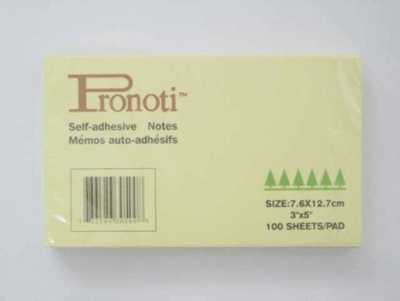 Pronoti™
Self-adhesive Notes
Mémos auto-adhésifs
SIZE:7.6X12.7cm
3"x5"
100 SHEETS/PAD